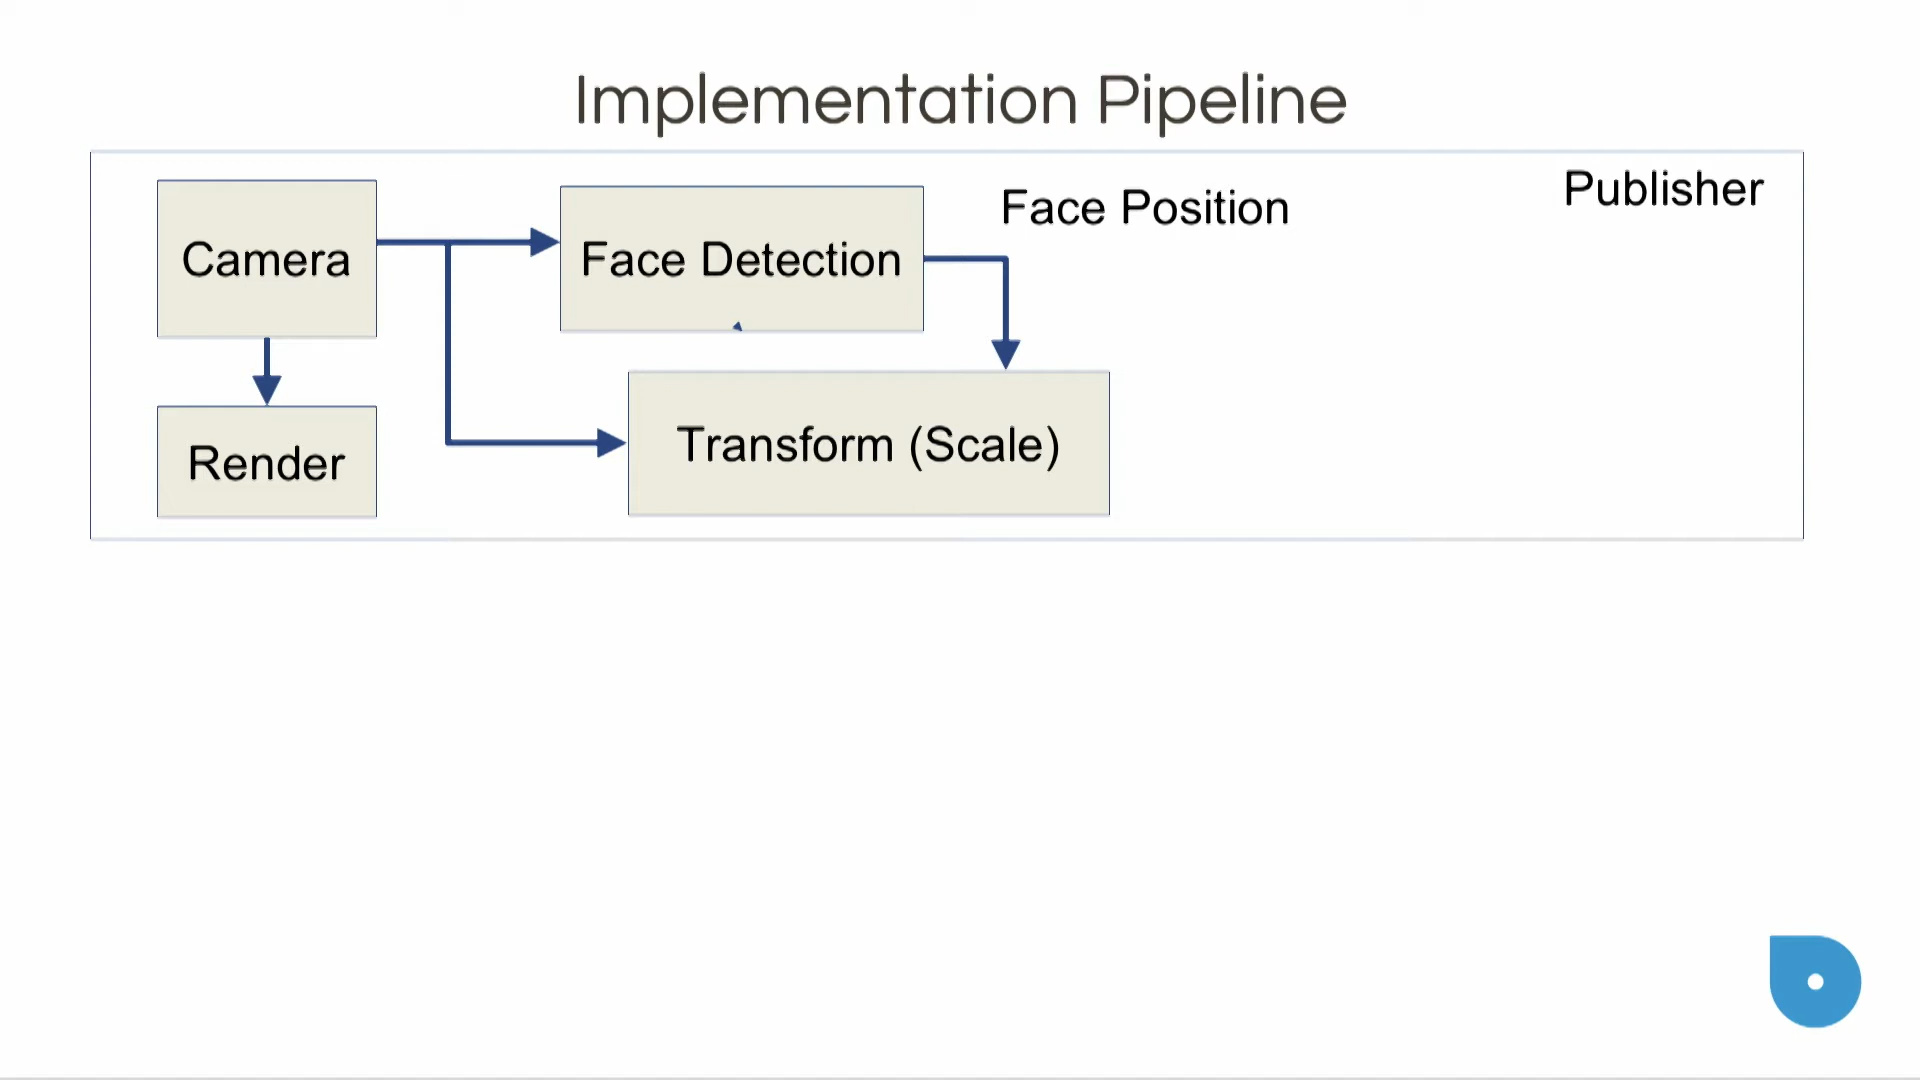 Implementation Pipeline
Publisher
Camera
Face Detection
Face Position
Render
Transform (Scale)